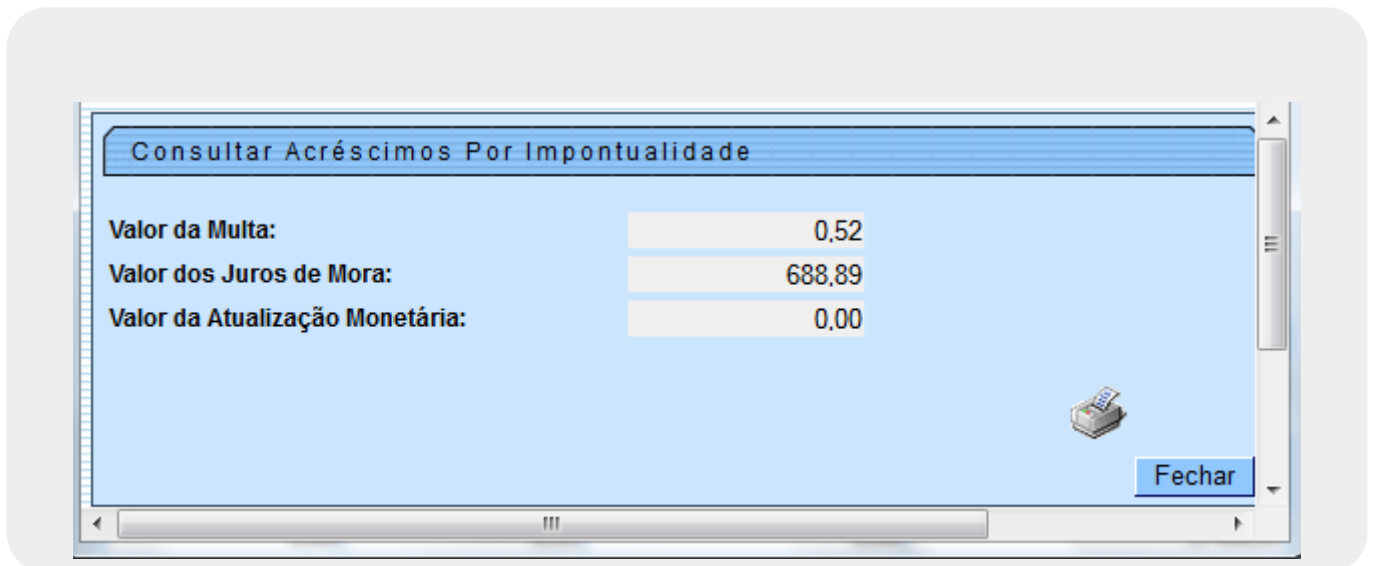 Consultar Acréscimos Por Impontualidade
Valor da Multa: 0,52
Valor dos Juros de Mora: 688,89
Valor da Atualização Monetária: 0,00
Fechar